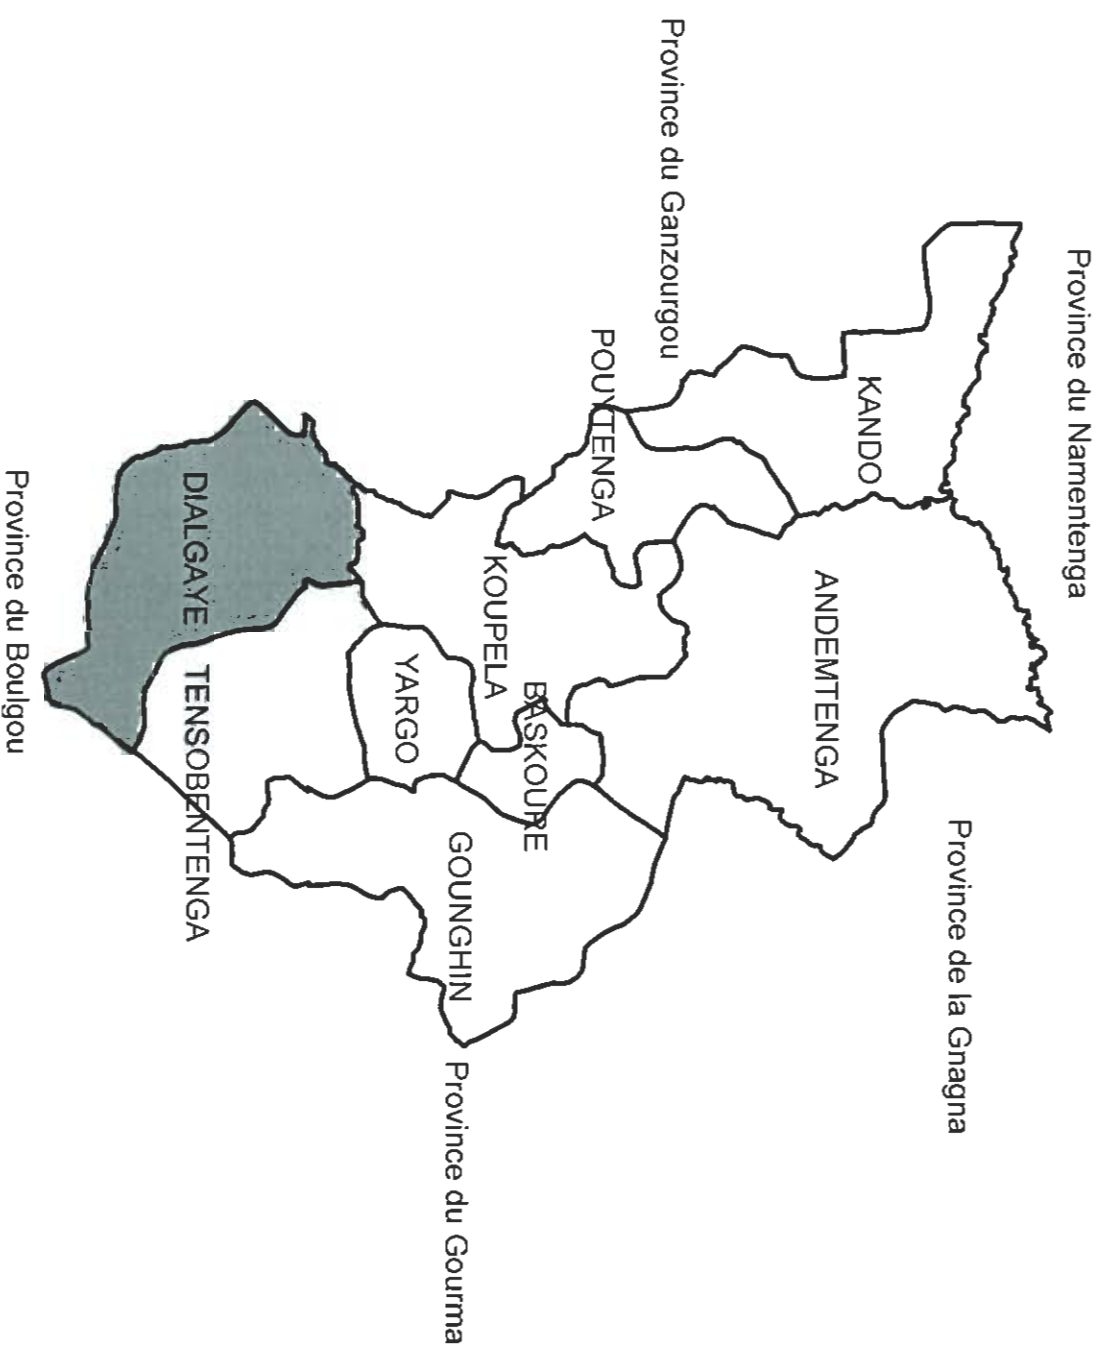 Province du Namentenga
Province de la Gnagna
KANDO
ANDEMTENGA
Province du Ganzourgou
POUYTENGA
BASKOURE
KOUPELA
GOUNGHIN
Province du Gourma
YARGO
DIALGAYE
TENSOBENTENGA
Province du Boulgou